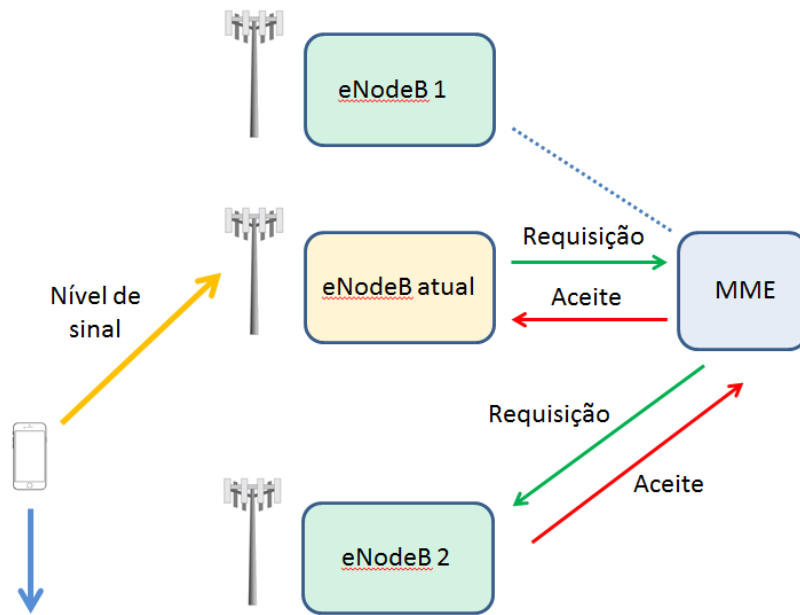 eNodeB 1
Requisição
Nível de
sinal
eNodeB atual
MME
Aceite
Requisição
Aceite
eNodeB 2